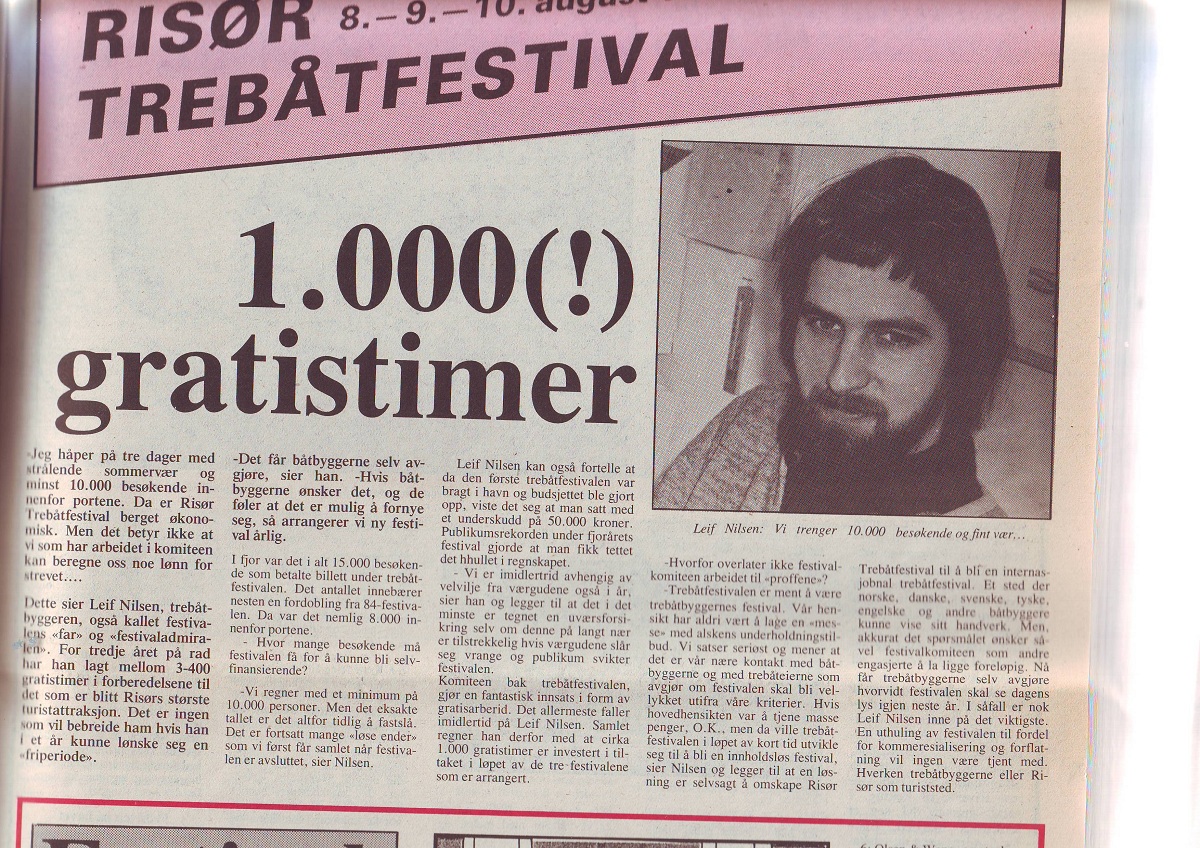 RISØR 8.–9.–10. august
TREBÅTFESTIVAL
1.000(!)
gratistimer
-Jeg håper på tre dager med
strålende sommervær og
minst 10.000 besøkende in-
nenfor portene. Da er Risør
Trebåtfestival berget økono-
misk. Men det betyr ikke at
vi som har arbeidet i komiteen
kan beregne oss noe lønn for
strevet....
Dette sier Leif Nilsen, trebåt-
byggeren, også kallet festiva-
lens «far» og «festivaladmira-
len». For tredje året på rad
har han lagt mellom 3-400
gratistimer i forberedelsene til
det som er blitt Risørs største
turistattraksjon. Det er ingen
som vil bebreide ham hvis han
i et år kunne lønske seg en
«friperiode».
-Det får båtbyggerne selv av-
gjøre, sier han. -Hvis båt-
byggerne ønsker det, og de
føler at det er mulig å fornye
seg, så arrangerer vi ny festi-
val årlig.
I fjor var det i alt 15.000 besøken-
de som betalte billett under trebåt-
festivalen. Det antallet innebærer
nesten en fordobling fra 84-festiva-
len. Da var det nemlig 8.000 in-
nenfor portene.
- Hvor mange besøkende må
festivalen få for å kunne bli selv-
finansierende?
-Vi regner med et minimum på
10.000 personer. Men det eksakte
tallet er det altfor tidlig å fastslå.
Det er fortsatt mange «løse ender»
som vi først får samlet når festiva-
len er avsluttet, sier Nilsen.
Leif Nilsen kan også fortelle at
da den første trebåtfestivalen var
bragt i havn og budsjettet ble gjort
opp, viste det seg at man satt med
et underskudd på 50.000 kroner.
Publikumsrekorden under fjorårets
festival gjorde at man fikk tettet
det hhullet i regnskapet.
- Vi er imidlertid avhengig av
velvilje fra værgudene også i år,
sier han og legger til at det i det
minste er tegnet en uværsforsi-
kring selv om denne på langt nær
er tilstrekkelig hvis værgudene slår
seg vrange og publikum svikter
festivalen.
Komiteen bak trebåtfestivalen,
gjør en fantastisk innsats i form av
gratisarbeid. Det allermeste faller
imidlertid på Leif Nilsen. Samlet
regner han derfor med at cirka
1.000 gratistimer er investert i til-
taket i løpet av de tre festivalene
som er arrangert.
Leif Nilsen: Vi trenger 10.000 besøkende og fint vær...
-Hvorfor overlater ikke festival-
komiteen arbeidet til «proffene»?
-Trebåtfestivalen er ment å være
trebåtbyggernes festival. Vår hen-
sikt har aldri vært å lage en «mes-
se» med alskens underholdningstil-
bud. Vi satser seriøst og mener at
det er vår nære kontakt med båt-
byggerne og med trebåteierne som
avgjør om festivalen skal bli vel-
lykket utifra våre kriterier. Hvis
hovedhensikten var å tjene masse
penger, O.K., men da ville trebåt-
festivalen i løpet av kort tid utvikle
seg til å bli en innholdsløs festival,
sier Nilsen og legger til at en løs-
ning er selvsagt å omskape Risør
Trebåtfestival til å bli en internas-
jobnal trebåtfestival. Et sted der
norske, danske, svenske, tyske,
engelske og andre båtbyggere
kunne vise sitt handverk. Men,
akkurat det spørsmålet ønsker så-
vel festivalkomiteen som andre
engasjerte å la ligge foreløpig. Nå
får trebåtbyggerne selv avgjøre
hvorvidt festivalen skal se dagens
lys igjen neste år. I såfall er nok
Leif Nilsen inne på det viktigste.
En uthuling av festivalen til fordel
for kommersialisering og forflat-
ning vil ingen være tjent med.
Hverken trebåtbyggerne eller Ri-
sør som turiststed.